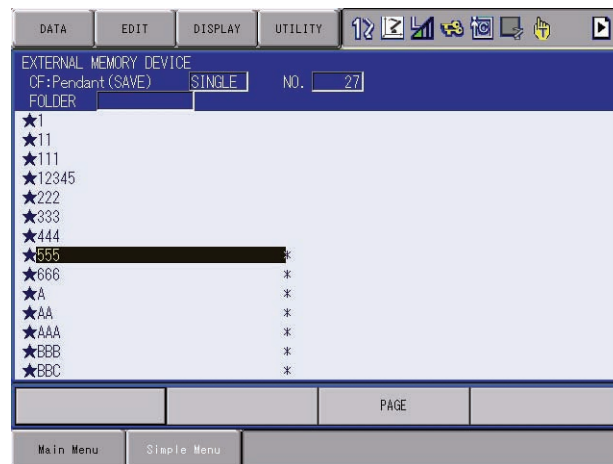 DATA EDIT DISPLAY UTILITY
EXTERNAL MEMORY DEVICE
CF:Pendant(SAVE) SINGLE NO. 27
FOLDER
★1
★11
★111
★12345
★222
★333
★444
★555 *
★666 *
★A *
★AA *
★AAA *
★BBB *
★BBC *
PAGE
Main Menu Simple Menu